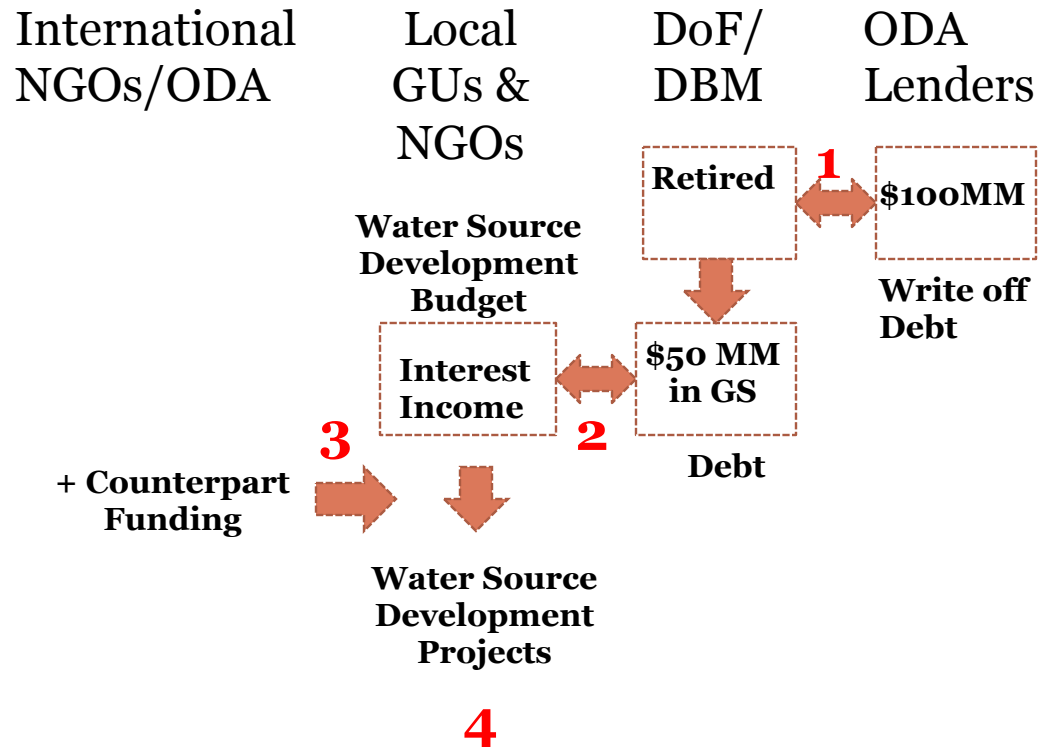 International
NGOs/ODA
Local
GUs &
NGOs
DoF/
DBM
ODA
Lenders
1
Retired
$100MM
Write off
Debt
Water Source
Development
Budget
Interest
Income
2
$50 MM
in GS
Debt
3
+ Counterpart
Funding
Water Source
Development
Projects
4